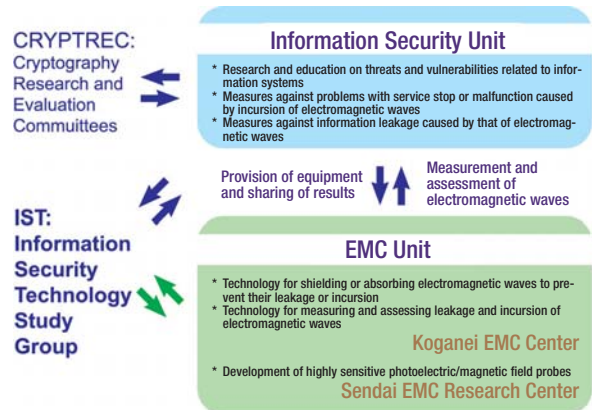 CRYPTREC:
Cryptography
Research and
Evaluation
Commuittees
Information Security Unit
* Research and education on threats and vulnerabilities related to infor-
mation systems
* Measures against problems with service stop or malfunction caused
by incursion of electromagnetic waves
* Measures against information leakage caused by that of electromag-
netic waves
Provision of equipment
and sharing of results
Measurement and
assessment of
electromagnetic waves
IST:
Information
Security
Technology
Study
Group
EMC Unit
* Technology for shielding or absorbing electromagnetic waves to pre-
vent their leakage or incursion
* Technology for measuring and assessing leakage and incursion of
electromagnetic waves
Koganei EMC Center
* Development of highly sensitive photoelectric/magnetic field probes
Sendai EMC Research Center